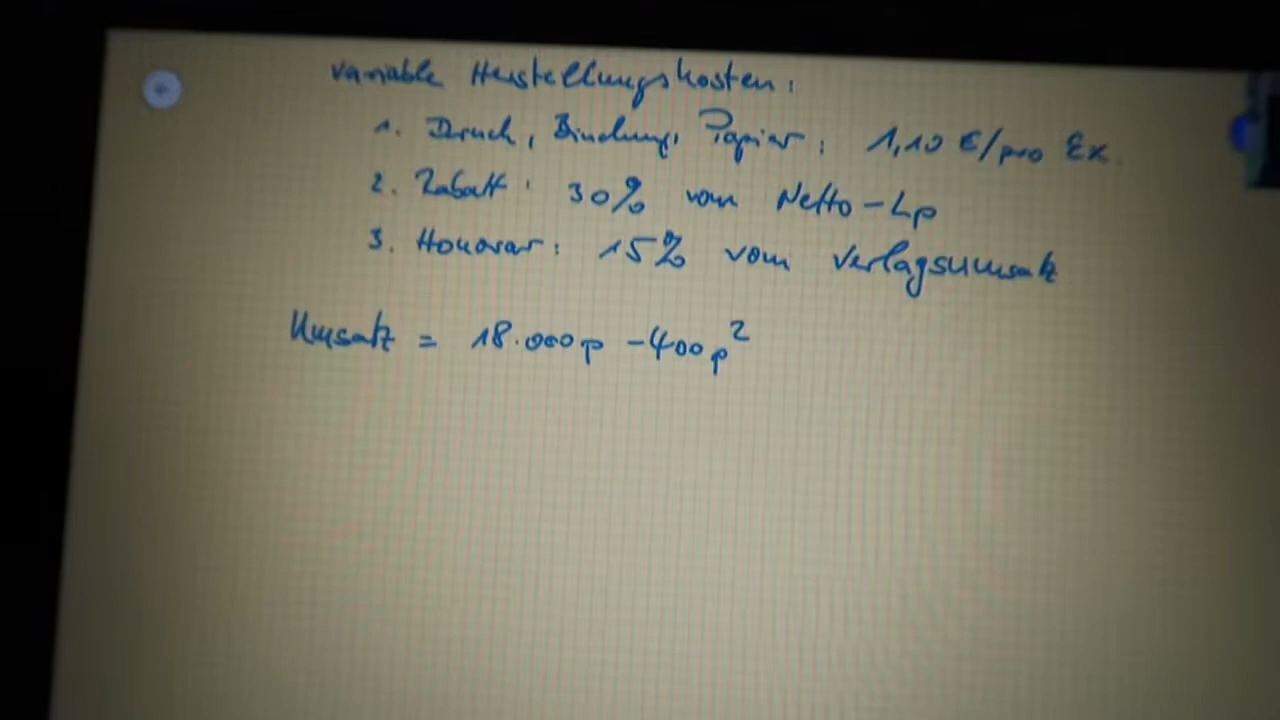 variable Herstellungskosten:
1. Druck, Bindung, Papier: 1,10 €/pro Ex.
2. Rabatt: 30% vom Netto-Lp
3. Honorar: 15% vom Verlagsumsatz
Umsatz = 18.000p - 400p²